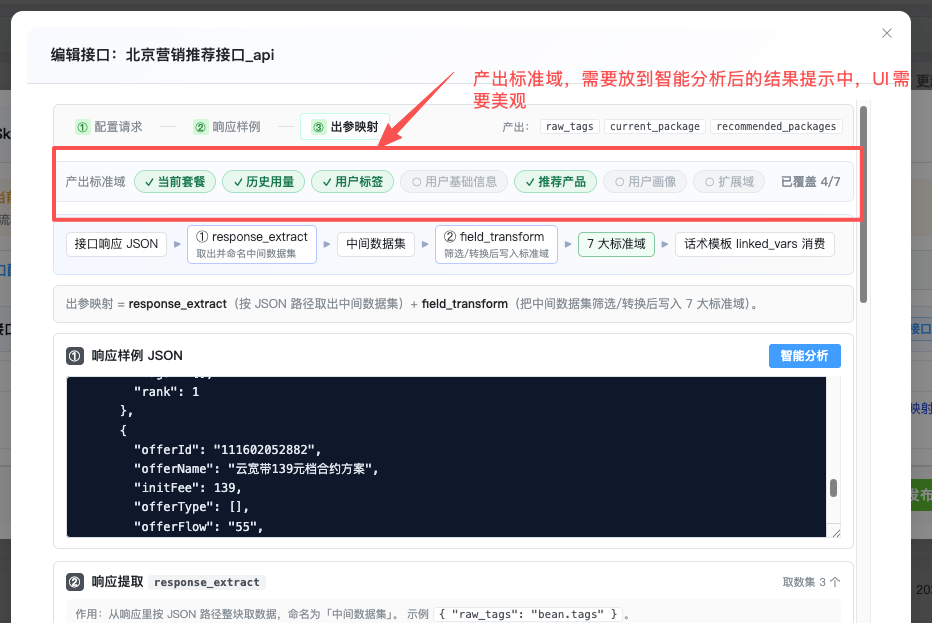 编辑接口：北京营销推荐接口_api
产出标准域，需要放到智能分析后的结果提示中，UI需
要美观
① 配置请求 ② 响应样例 ③ 出参映射 产出： raw_tags current_package recommended_packages
产出标准域 ✓ 当前套餐 ✓ 历史用量 ✓ 用户标签 ○ 用户基础信息 ✓ 推荐产品 ○ 用户画像 ○ 扩展域 已覆盖 4/7
接口响应 JSON ▸ ① response_extract ▸ 中间数据集 ▸ ② field_transform ▸ 7 大标准域 ▸ 话术模板 linked_vars 消费
取出并命名中间数据集 筛选/转换后写入标准域
出参映射 = response_extract（按 JSON 路径取出中间数据集）+ field_transform（把中间数据集筛选/转换后写入 7 大标准域）。
① 响应样例 JSON 智能分析
"rank": 1
},
{
"offerId": "111602052882",
"offerName": "云宽带139元档合约方案",
"initFee": 139,
"offerType": [],
"offerFlow": "55",
② 响应提取 response_extract 取数集 3 个
作用：从响应里按 JSON 路径整块取数据，命名为「中间数据集」。 示例 { "raw_tags": "bean.tags" } 。
接口
映射
发布